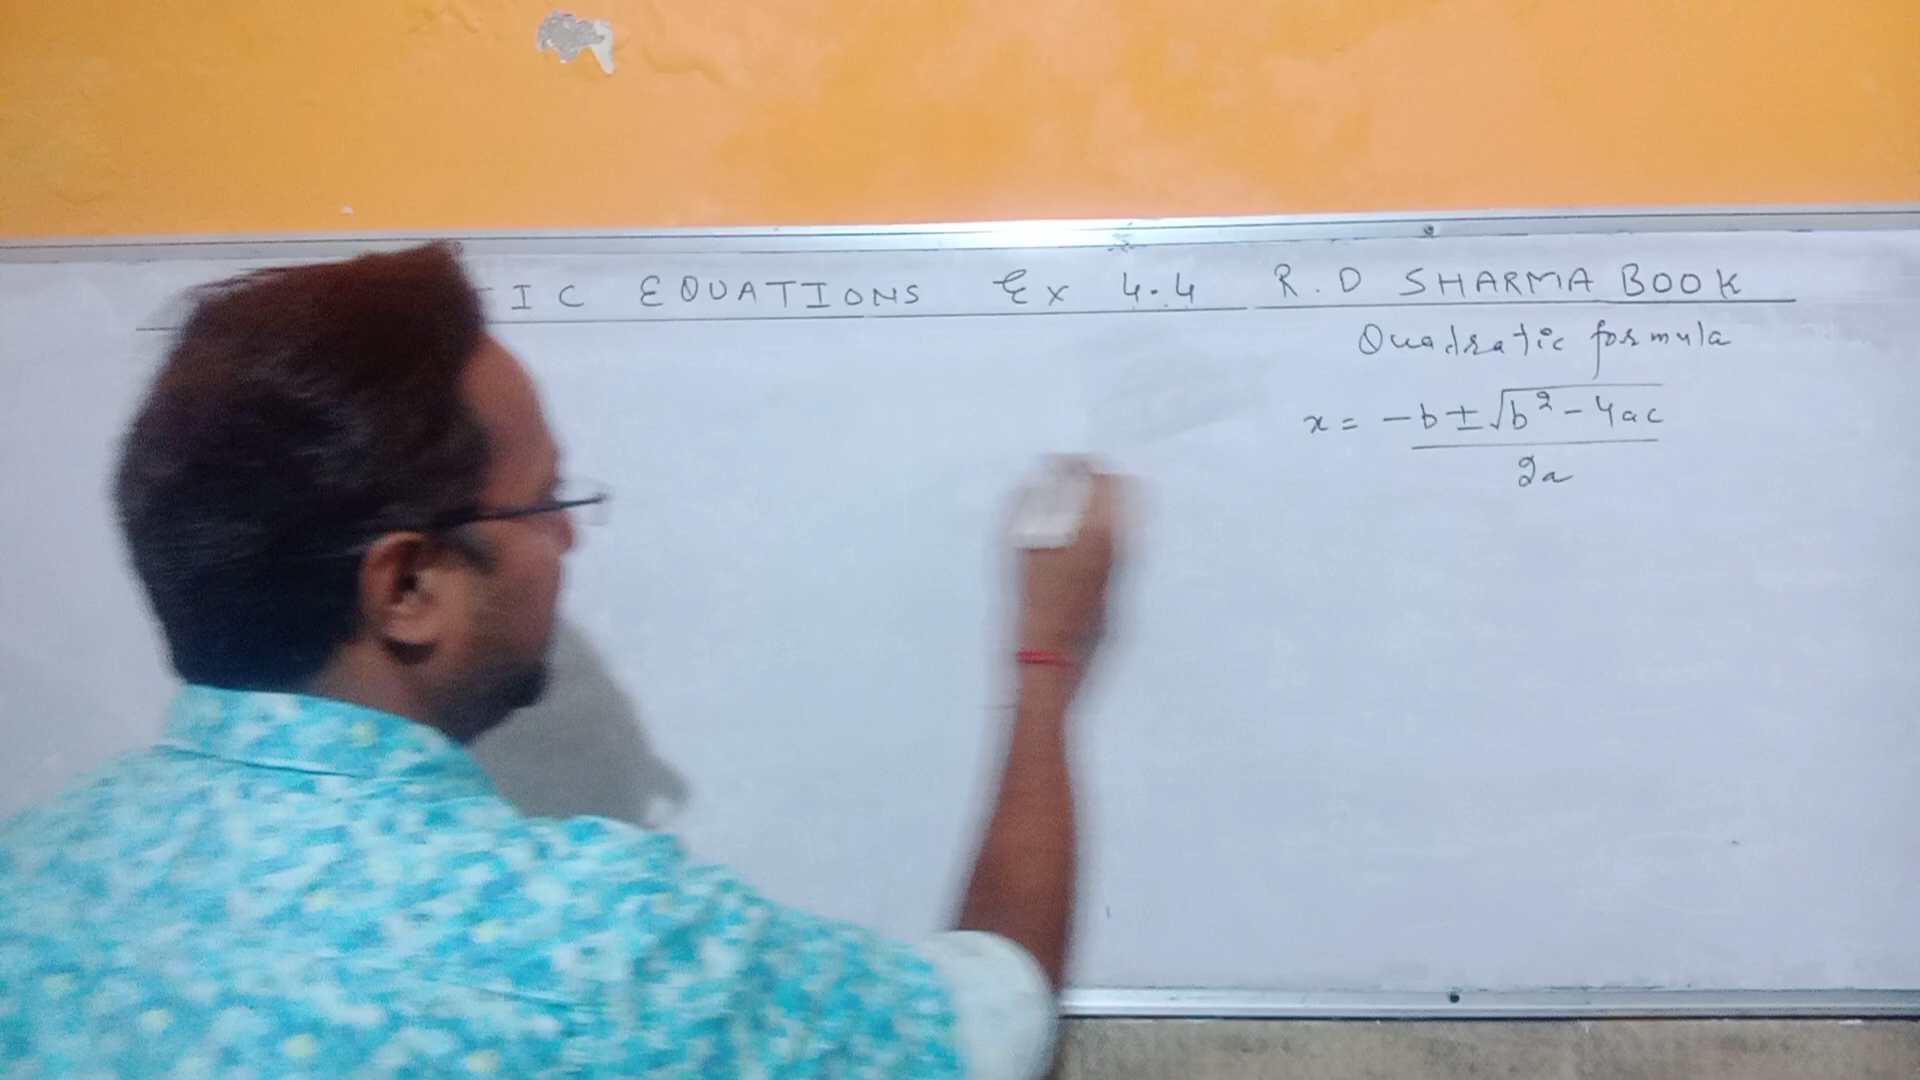 IC EQUATIONS Ex 4.4 R.D SHARMA BOOK
Quadratic formula
x = -b ± √b² - 4ac
2a